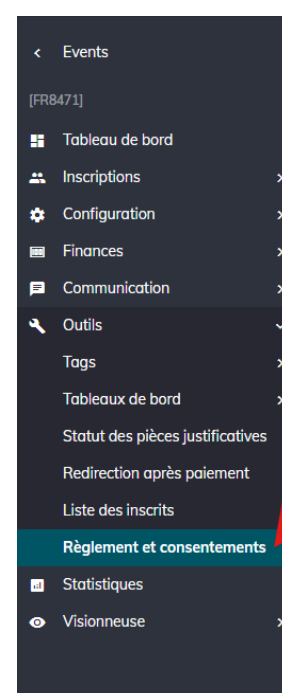 Events
[FR8471]
Tableau de bord
Inscriptions
Configuration
Finances
Communication
Outils
Tags
Tableaux de bord
Statut des pièces justificatives
Redirection après paiement
Liste des inscrits
Règlement et consentements
Statistiques
Visionneuse